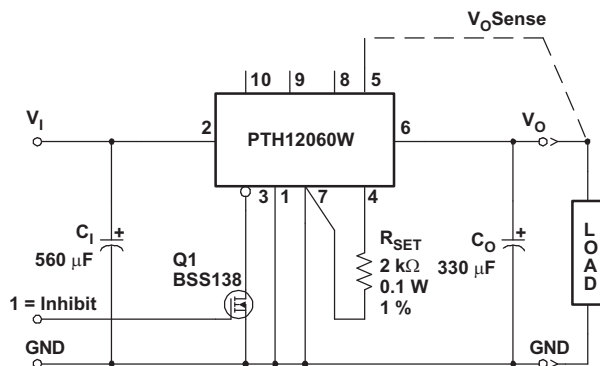 VOSense
10
9
8
5
VI
2
PTH12060W
6
VO
3
1
7
4
CI
+
560 μF
Q1
BSS138
RSET
2 kΩ
0.1 W
1 %
CO
+
330 μF
LOAD
1 = Inhibit
GND
GND